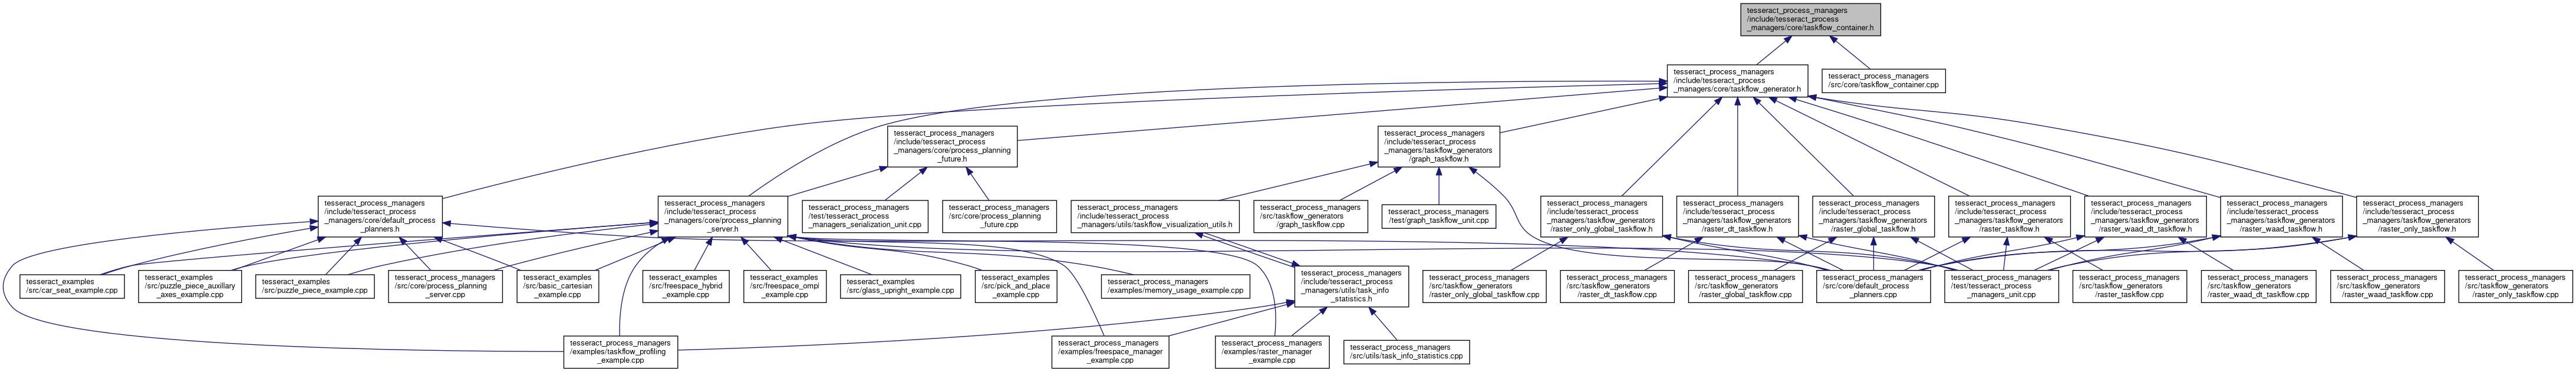 tesseract_process_managers
/include/tesseract_process
_managers/core/taskflow_container.h
tesseract_process_managers
/include/tesseract_process
_managers/core/taskflow_generator.h
tesseract_process_managers
/src/core/taskflow_container.cpp
tesseract_process_managers
/include/tesseract_process
_managers/core/process_planning
_future.h
tesseract_process_managers
/include/tesseract_process
_managers/taskflow_generators
/graph_taskflow.h
tesseract_process_managers
/include/tesseract_process
_managers/core/default_process
_planners.h
tesseract_process_managers
/include/tesseract_process
_managers/core/process_planning
_server.h
tesseract_process_managers
/test/tesseract_process
_managers_serialization_unit.cpp
tesseract_process_managers
/src/core/process_planning
_future.cpp
tesseract_process_managers
/include/tesseract_process
_managers/utils/taskflow_visualization_utils.h
tesseract_process_managers
/src/taskflow_generators
/graph_taskflow.cpp
tesseract_process_managers
/test/graph_taskflow_unit.cpp
tesseract_process_managers
/include/tesseract_process
_managers/taskflow_generators
/raster_only_global_taskflow.h
tesseract_process_managers
/include/tesseract_process
_managers/taskflow_generators
/raster_dt_taskflow.h
tesseract_process_managers
/include/tesseract_process
_managers/taskflow_generators
/raster_global_taskflow.h
tesseract_process_managers
/include/tesseract_process
_managers/taskflow_generators
/raster_taskflow.h
tesseract_process_managers
/include/tesseract_process
_managers/taskflow_generators
/raster_waad_dt_taskflow.h
tesseract_process_managers
/include/tesseract_process
_managers/taskflow_generators
/raster_waad_taskflow.h
tesseract_process_managers
/include/tesseract_process
_managers/taskflow_generators
/raster_only_taskflow.h
tesseract_examples
/src/car_seat_example.cpp
tesseract_examples
/src/puzzle_piece_auxillary
_axes_example.cpp
tesseract_examples
/src/puzzle_piece_example.cpp
tesseract_process_managers
/src/core/process_planning
_server.cpp
tesseract_examples
/src/basic_cartesian
_example.cpp
tesseract_examples
/src/freespace_hybrid
_example.cpp
tesseract_examples
/src/freespace_ompl
_example.cpp
tesseract_examples
/src/glass_upright_example.cpp
tesseract_examples
/src/pick_and_place
_example.cpp
tesseract_process_managers
/examples/memory_usage_example.cpp
tesseract_process_managers
/include/tesseract_process
_managers/utils/task_info
_statistics.h
tesseract_process_managers
/src/taskflow_generators
/raster_only_global_taskflow.cpp
tesseract_process_managers
/src/taskflow_generators
/raster_dt_taskflow.cpp
tesseract_process_managers
/src/taskflow_generators
/raster_global_taskflow.cpp
tesseract_process_managers
/src/core/default_process
_planners.cpp
tesseract_process_managers
/test/tesseract_process
_managers_unit.cpp
tesseract_process_managers
/src/taskflow_generators
/raster_taskflow.cpp
tesseract_process_managers
/src/taskflow_generators
/raster_waad_dt_taskflow.cpp
tesseract_process_managers
/src/taskflow_generators
/raster_waad_taskflow.cpp
tesseract_process_managers
/src/taskflow_generators
/raster_only_taskflow.cpp
tesseract_process_managers
/examples/taskflow_profiling
_example.cpp
tesseract_process_managers
/examples/freespace_manager
_example.cpp
tesseract_process_managers
/examples/raster_manager
_example.cpp
tesseract_process_managers
/src/utils/task_info_statistics.cpp